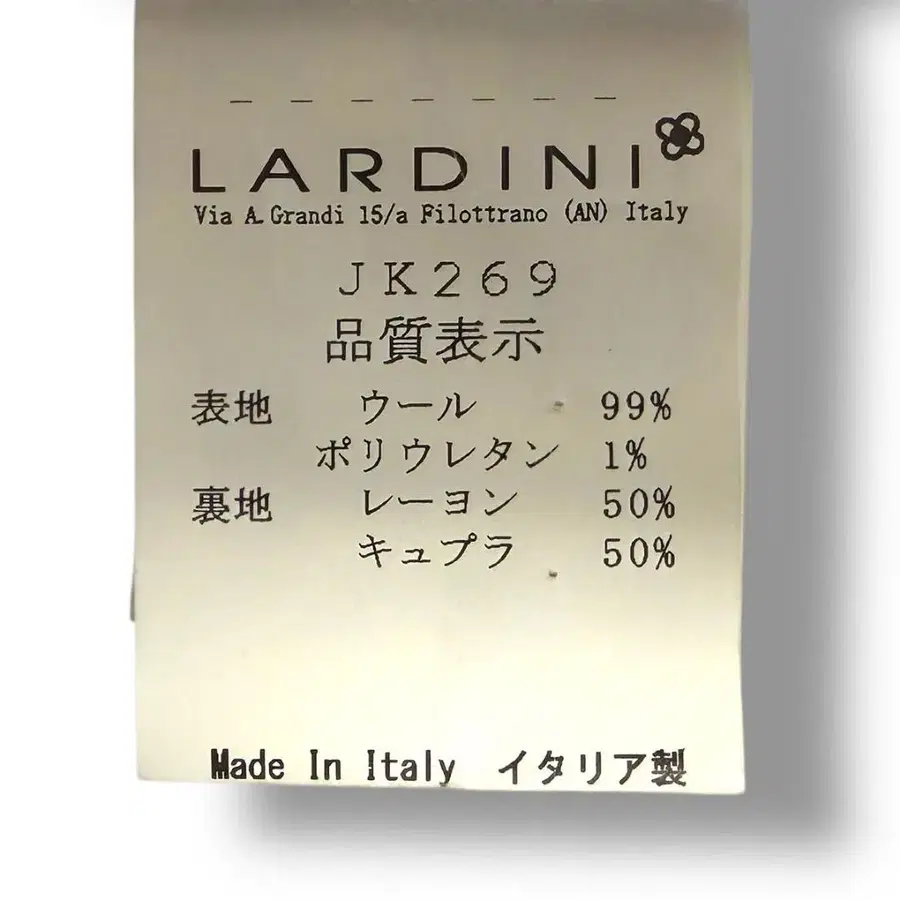 LARDINI
Via A. Grandi 15/a Filottrano (AN) Italy
JK269
品質表示
表地 ウール 99%
ポリウレタン 1%
裏地 レーヨン 50%
キュプラ 50%
Made In Italy イタリア製